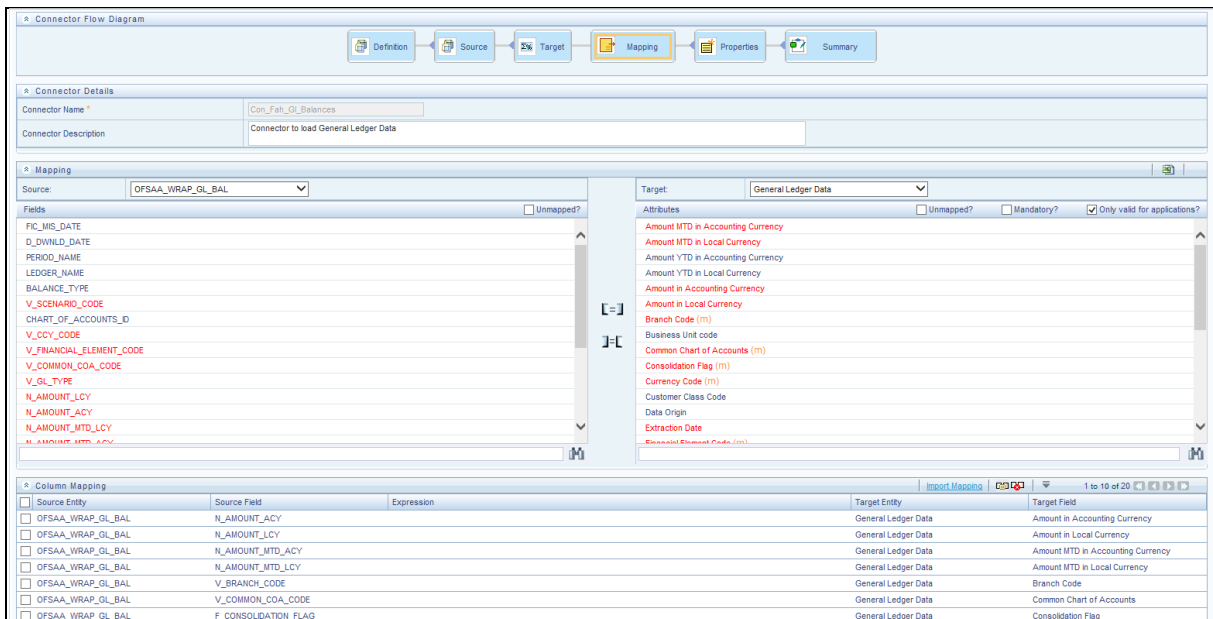 Connector Flow Diagram
Definition Source Target Mapping Properties Summary
Connector Details
Connector Name * Con_Fah_Gl_Balances
Connector Description Connector to load General Ledger Data
Mapping
Source: OFSAA_WRAP_GL_BAL Target: General Ledger Data
Fields Unmapped? Attributes Unmapped? Mandatory? Only valid for applications?
FIC_MIS_DATE Amount MTD in Accounting Currency
D_DWNLD_DATE Amount MTD in Local Currency
PERIOD_NAME Amount YTD in Accounting Currency
LEDGER_NAME Amount YTD in Local Currency
BALANCE_TYPE Amount in Accounting Currency
V_SCENARIO_CODE Amount in Local Currency
CHART_OF_ACCOUNTS_ID Branch Code (m)
V_CCY_CODE Business Unit code
V_FINANCIAL_ELEMENT_CODE Common Chart of Accounts (m)
V_COMMON_COA_CODE Consolidation Flag (m)
V_GL_TYPE Currency Code (m)
N_AMOUNT_LCY Customer Class Code
N_AMOUNT_ACY Data Origin
N_AMOUNT_MTD_LCY Extraction Date
N_AMOUNT_MTD_ACY Financial Element Code (m)
Column Mapping Import Mapping 1 to 10 of 20
Source Entity Source Field Expression Target Entity Target Field
OFSAA_WRAP_GL_BAL N_AMOUNT_ACY General Ledger Data Amount in Accounting Currency
OFSAA_WRAP_GL_BAL N_AMOUNT_LCY General Ledger Data Amount in Local Currency
OFSAA_WRAP_GL_BAL N_AMOUNT_MTD_ACY General Ledger Data Amount MTD in Accounting Currency
OFSAA_WRAP_GL_BAL N_AMOUNT_MTD_LCY General Ledger Data Amount MTD in Local Currency
OFSAA_WRAP_GL_BAL V_BRANCH_CODE General Ledger Data Branch Code
OFSAA_WRAP_GL_BAL V_COMMON_COA_CODE General Ledger Data Common Chart of Accounts
OFSAA_WRAP_GL_BAL F_CONSOLIDATION_FLAG General Ledger Data Consolidation Flag